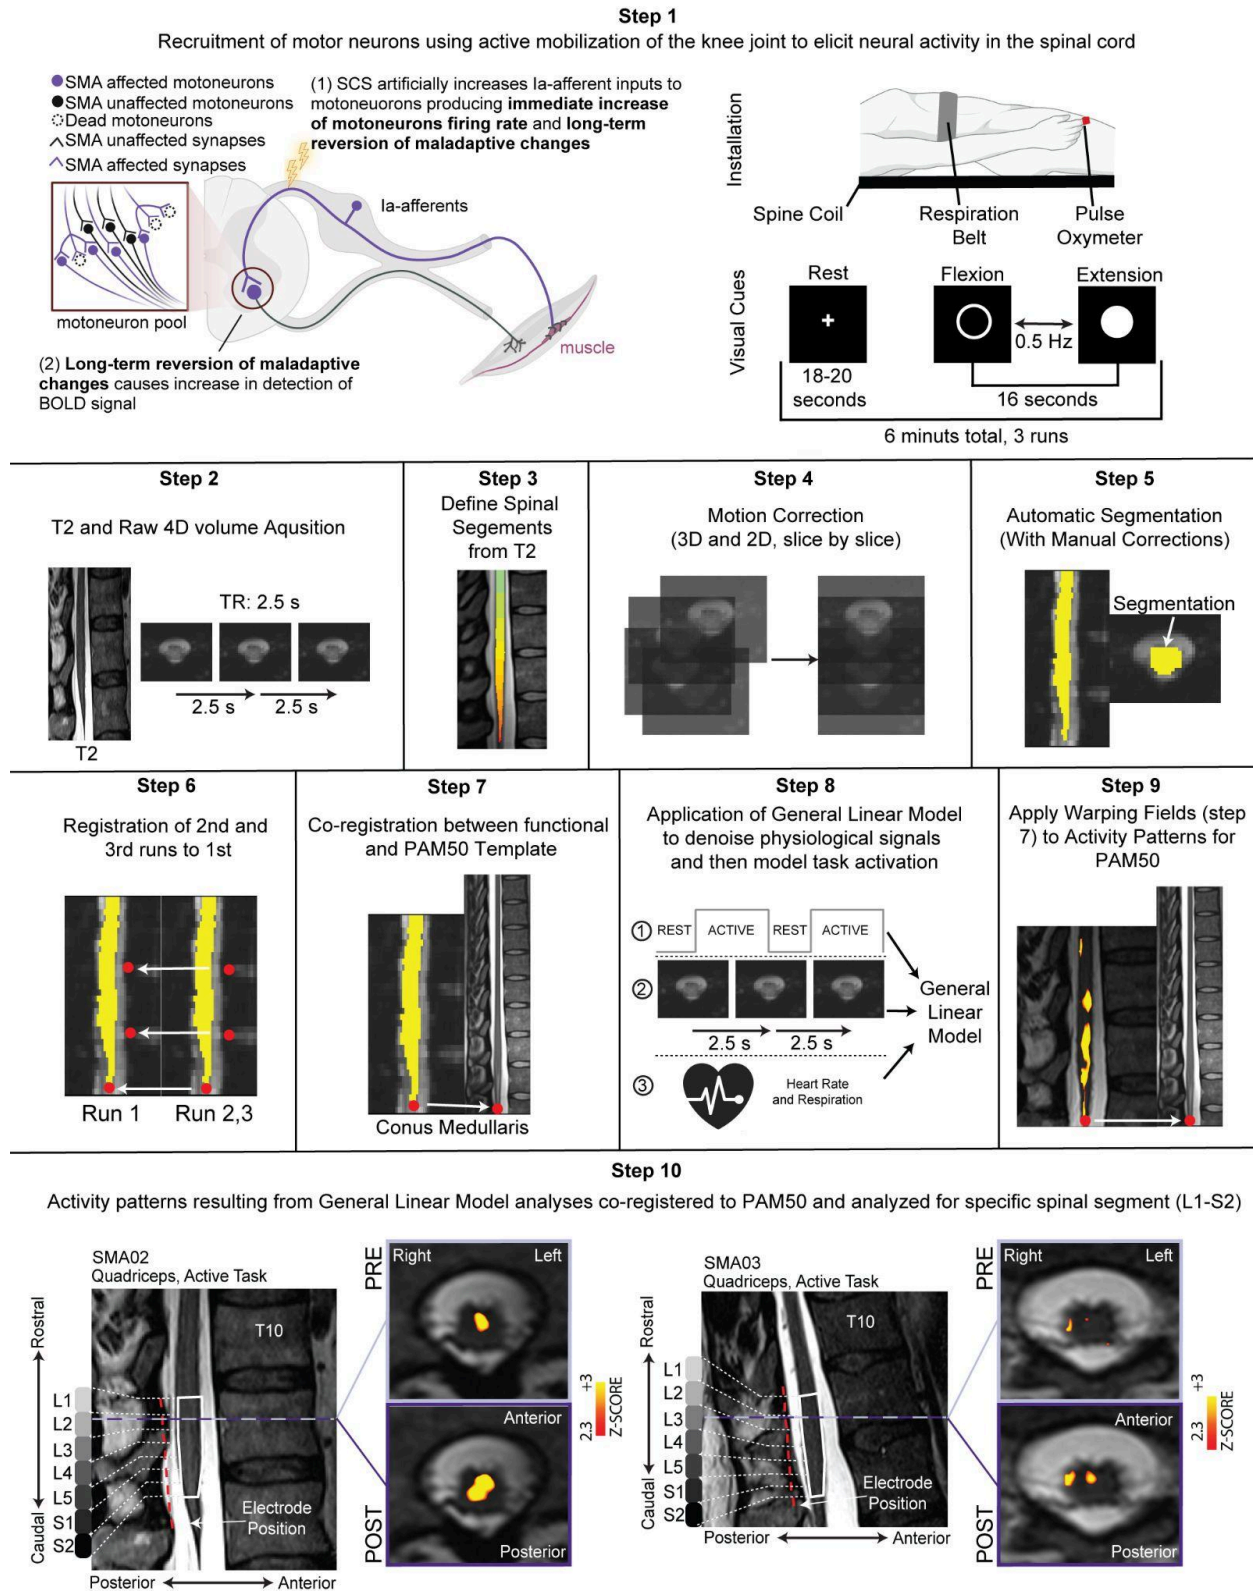 Step 1
Recruitment of motor neurons using active mobilization of the knee joint to elicit neural activity in the spinal cord
SMA affected motoneurons
SMA unaffected motoneurons
Dead motoneurons
SMA unaffected synapses
SMA affected synapses
(1) SCS artificially increases Ia-afferent inputs to
motoneuorons producing immediate increase
of motoneurons firing rate and long-term
reversion of maladaptive changes
Ia-afferents
motoneuron pool
muscle
(2) Long-term reversion of maladaptive
changes causes increase in detection of
BOLD signal
Installation
Spine Coil
Respiration
Belt
Pulse
Oxymeter
Visual Cues
Rest
Flexion
Extension
0.5 Hz
18-20
seconds
16 seconds
6 minuts total, 3 runs
Step 2
T2 and Raw 4D volume Aqusition
TR: 2.5 s
2.5 s
2.5 s
T2
Step 3
Define Spinal
Segements
from T2
Step 4
Motion Correction
(3D and 2D, slice by slice)
Step 5
Automatic Segmentation
(With Manual Corrections)
Segmentation
Step 6
Registration of 2nd and
3rd runs to 1st
Run 1
Run 2,3
Step 7
Co-registration between functional
and PAM50 Template
Conus Medullaris
Step 8
Application of General Linear Model
to denoise physiological signals
and then model task activation
1
REST
ACTIVE
REST
ACTIVE
2
2.5 s
2.5 s
3
Heart Rate
and Respiration
General
Linear
Model
Step 9
Apply Warping Fields (step
7) to Activity Patterns for
PAM50
Step 10
Activity patterns resulting from General Linear Model analyses co-registered to PAM50 and analyzed for specific spinal segment (L1-S2)
SMA02
Quadriceps, Active Task
Rostral
Caudal
L1
L2
L3
L4
L5
S1
S2
T10
Electrode
Position
Posterior
Anterior
PRE
Right
Left
POST
Anterior
Posterior
2.3
+3
Z-SCORE
SMA03
Quadriceps, Active Task
Rostral
Caudal
L1
L2
L3
L4
L5
S1
S2
T10
Electrode
Position
Posterior
Anterior
PRE
Right
Left
POST
Anterior
Posterior
2.3
+3
Z-SCORE